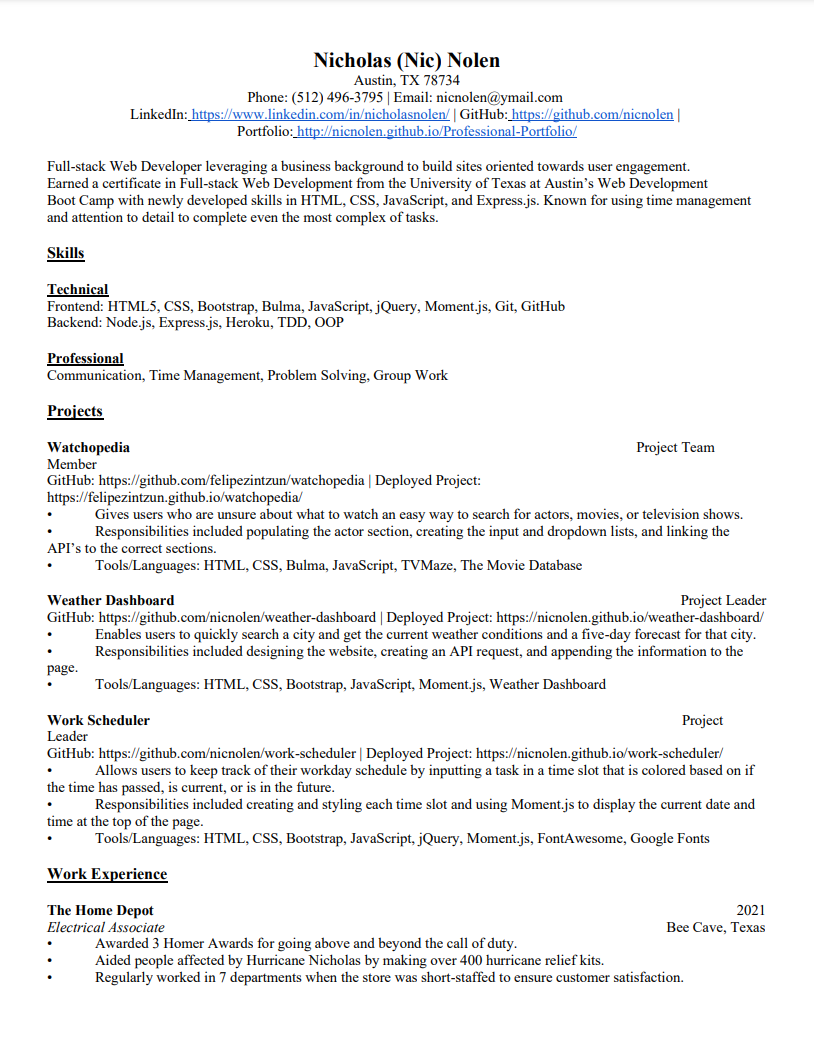 Nicholas (Nic) Nolen
Austin, TX 78734
Phone: (512) 496-3795 | Email: nicnolen@ymail.com
LinkedIn: https://www.linkedin.com/in/nicholasnolen/ | GitHub: https://github.com/nicnolen |
Portfolio: http://nicnolen.github.io/Professional-Portfolio/
Full-stack Web Developer leveraging a business background to build sites oriented towards user engagement.
Earned a certificate in Full-stack Web Development from the University of Texas at Austin's Web Development
Boot Camp with newly developed skills in HTML, CSS, JavaScript, and Express.js. Known for using time management
and attention to detail to complete even the most complex of tasks.
Skills
Technical
Frontend: HTML5, CSS, Bootstrap, Bulma, JavaScript, jQuery, Moment.js, Git, GitHub
Backend: Node.js, Express.js, Heroku, TDD, OOP
Professional
Communication, Time Management, Problem Solving, Group Work
Projects
Watchopedia Project Team
Member
GitHub: https://github.com/felipezintzun/watchopedia | Deployed Project:
https://felipezintzun.github.io/watchopedia/
• Gives users who are unsure about what to watch an easy way to search for actors, movies, or television shows.
• Responsibilities included populating the actor section, creating the input and dropdown lists, and linking the
API's to the correct sections.
• Tools/Languages: HTML, CSS, Bulma, JavaScript, TVMaze, The Movie Database
Weather Dashboard Project Leader
GitHub: https://github.com/nicnolen/weather-dashboard | Deployed Project: https://nicnolen.github.io/weather-dashboard/
• Enables users to quickly search a city and get the current weather conditions and a five-day forecast for that city.
• Responsibilities included designing the website, creating an API request, and appending the information to the
page.
• Tools/Languages: HTML, CSS, Bootstrap, JavaScript, Moment.js, Weather Dashboard
Work Scheduler Project
Leader
GitHub: https://github.com/nicnolen/work-scheduler | Deployed Project: https://nicnolen.github.io/work-scheduler/
• Allows users to keep track of their workday schedule by inputting a task in a time slot that is colored based on if
the time has passed, is current, or is in the future.
• Responsibilities included creating and styling each time slot and using Moment.js to display the current date and
time at the top of the page.
• Tools/Languages: HTML, CSS, Bootstrap, JavaScript, jQuery, Moment.js, FontAwesome, Google Fonts
Work Experience
The Home Depot 2021
Electrical Associate Bee Cave, Texas
• Awarded 3 Homer Awards for going above and beyond the call of duty.
• Aided people affected by Hurricane Nicholas by making over 400 hurricane relief kits.
• Regularly worked in 7 departments when the store was short-staffed to ensure customer satisfaction.